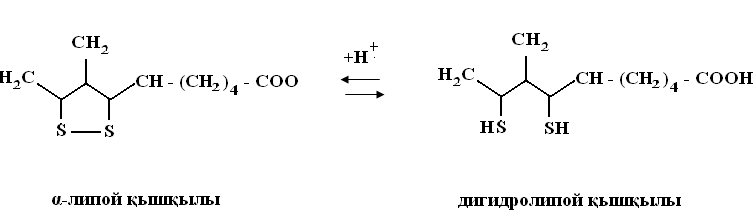 CH2 CH2
H2C CH - (CH2)4 - COO +H+ H2C CH - (CH2)4 - COOH
S S HS SH
α-липой қышқылы дигидролипой қышқылы